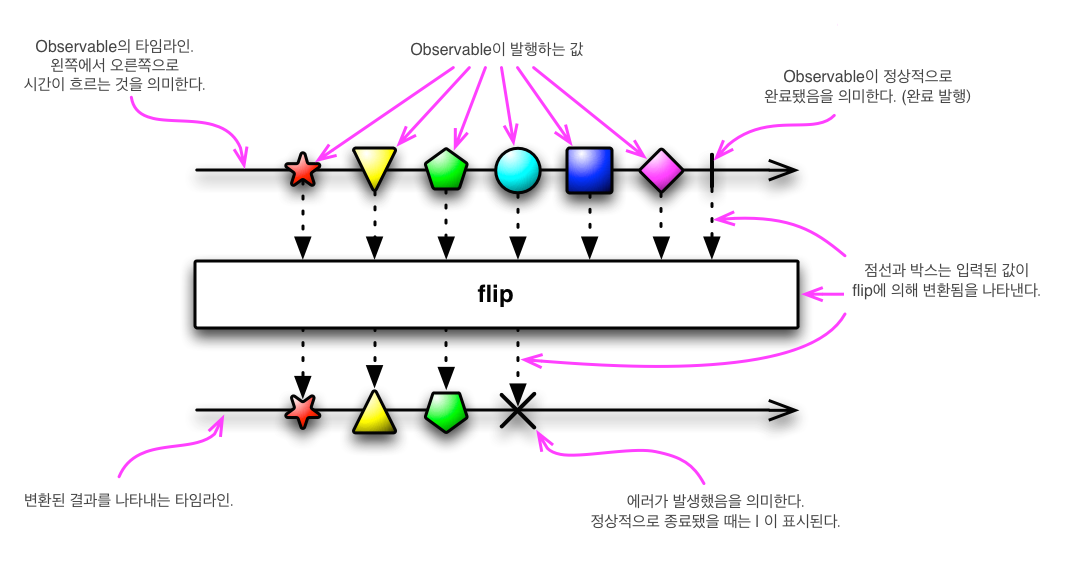 Observable의 타임라인.
왼쪽에서 오른쪽으로
시간이 흐르는 것을 의미한다.
Observable이 발행하는 값
Observable이 정상적으로
완료됐음을 의미한다. (완료 발행)
flip
점선과 박스는 입력된 값이
flip에 의해 변환됨을 나타낸다.
변환된 결과를 나타내는 타임라인.
에러가 발생했음을 의미한다.
정상적으로 종료됐을 때는 I 이 표시된다.